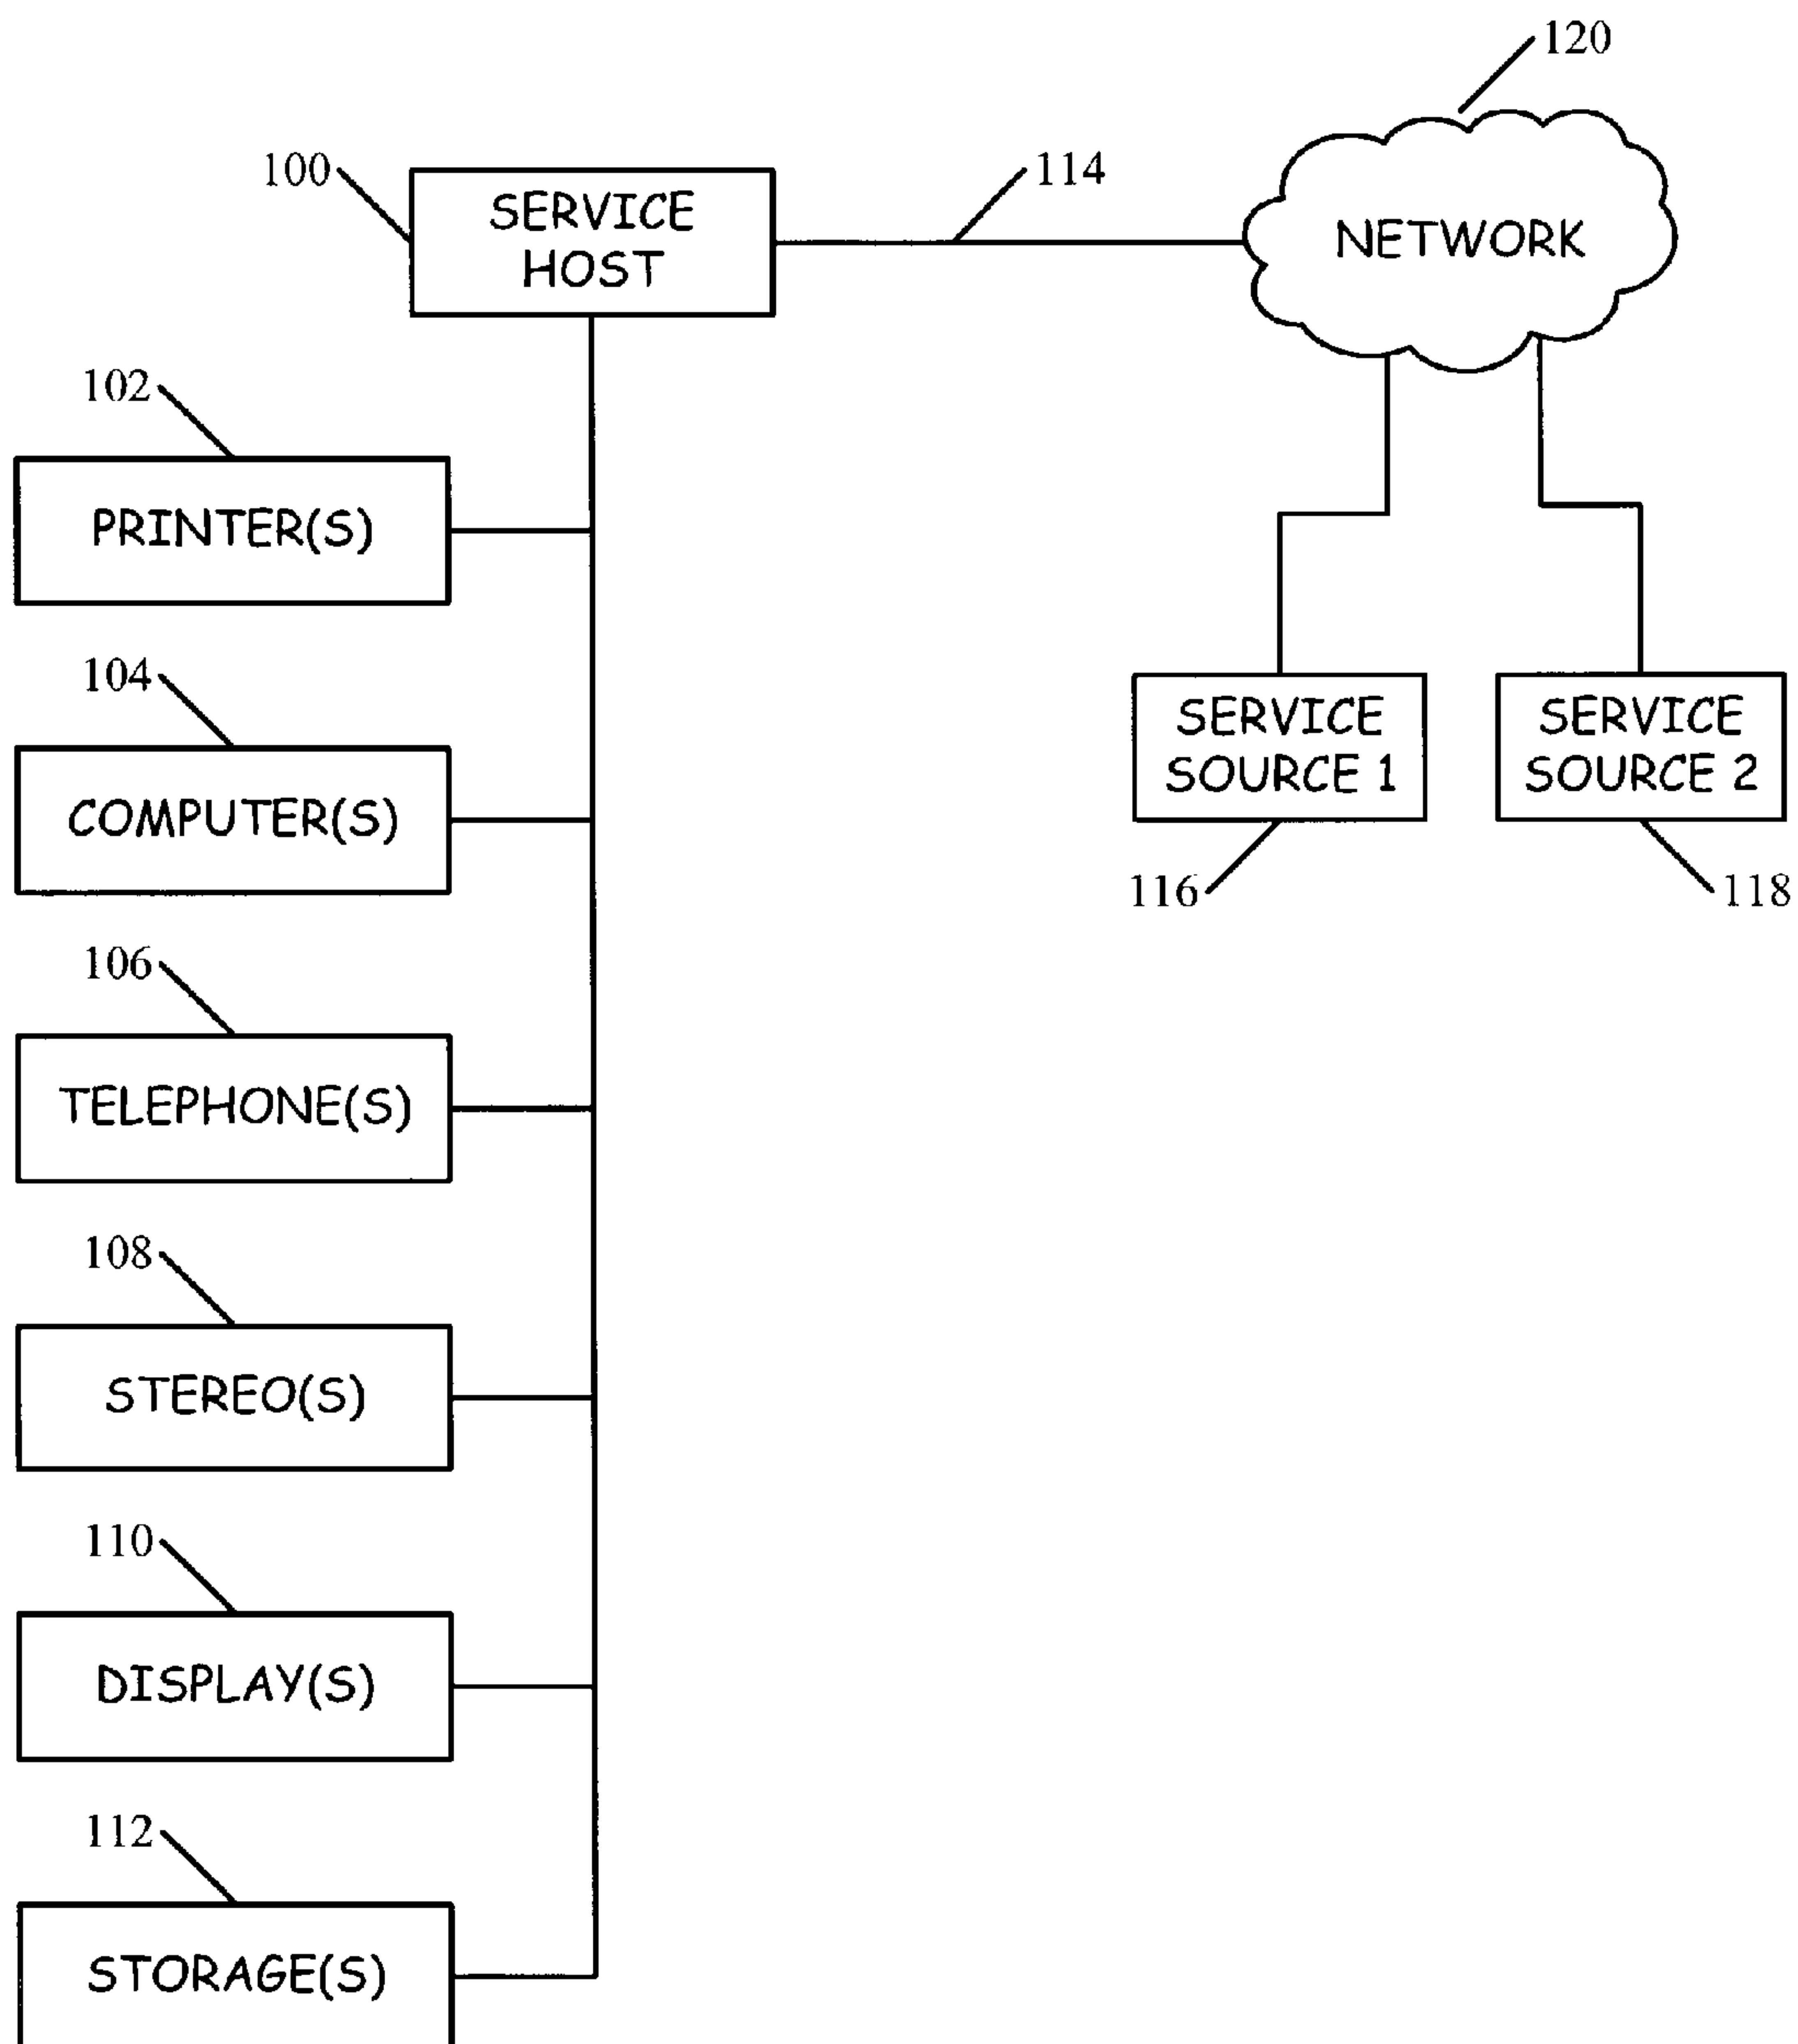 120
100
SERVICE
HOST
114
NETWORK
102
PRINTER(S)
104
COMPUTER(S)
SERVICE
SOURCE 1
SERVICE
SOURCE 2
116
118
106
TELEPHONE(S)
108
STEREO(S)
110
DISPLAY(S)
112
STORAGE(S)